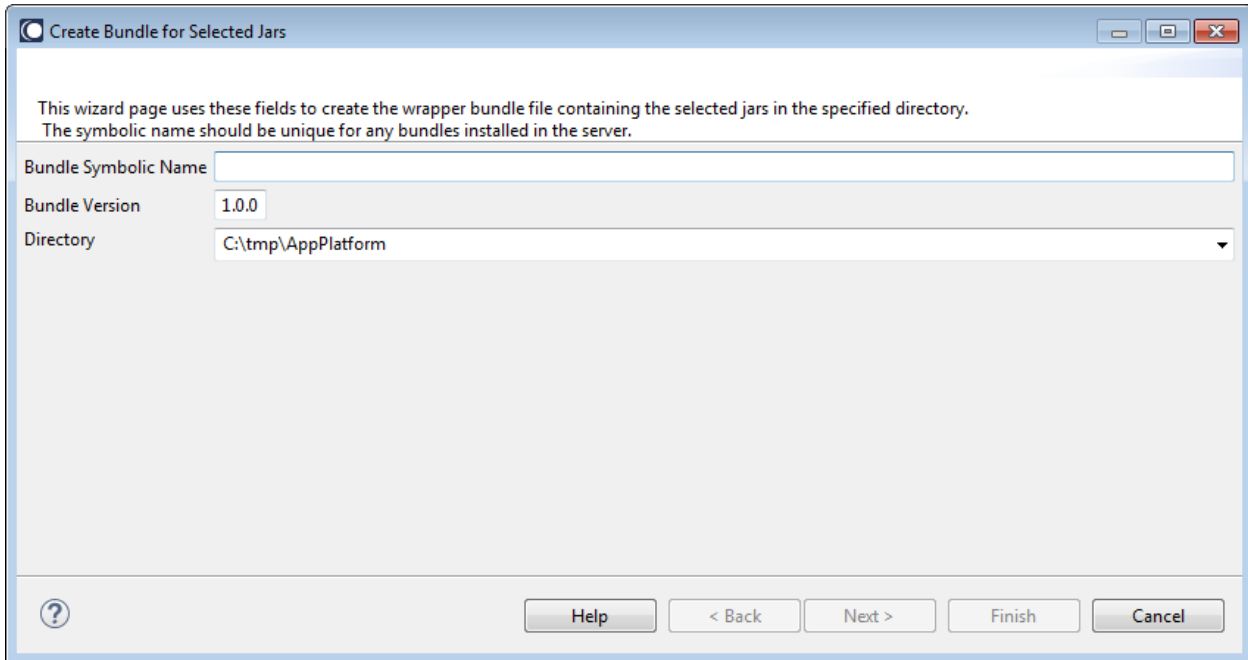 Create Bundle for Selected Jars
This wizard page uses these fields to create the wrapper bundle file containing the selected jars in the specified directory.
The symbolic name should be unique for any bundles installed in the server.
Bundle Symbolic Name
Bundle Version 1.0.0
Directory C:\tmp\AppPlatform
? Help < Back Next > Finish Cancel